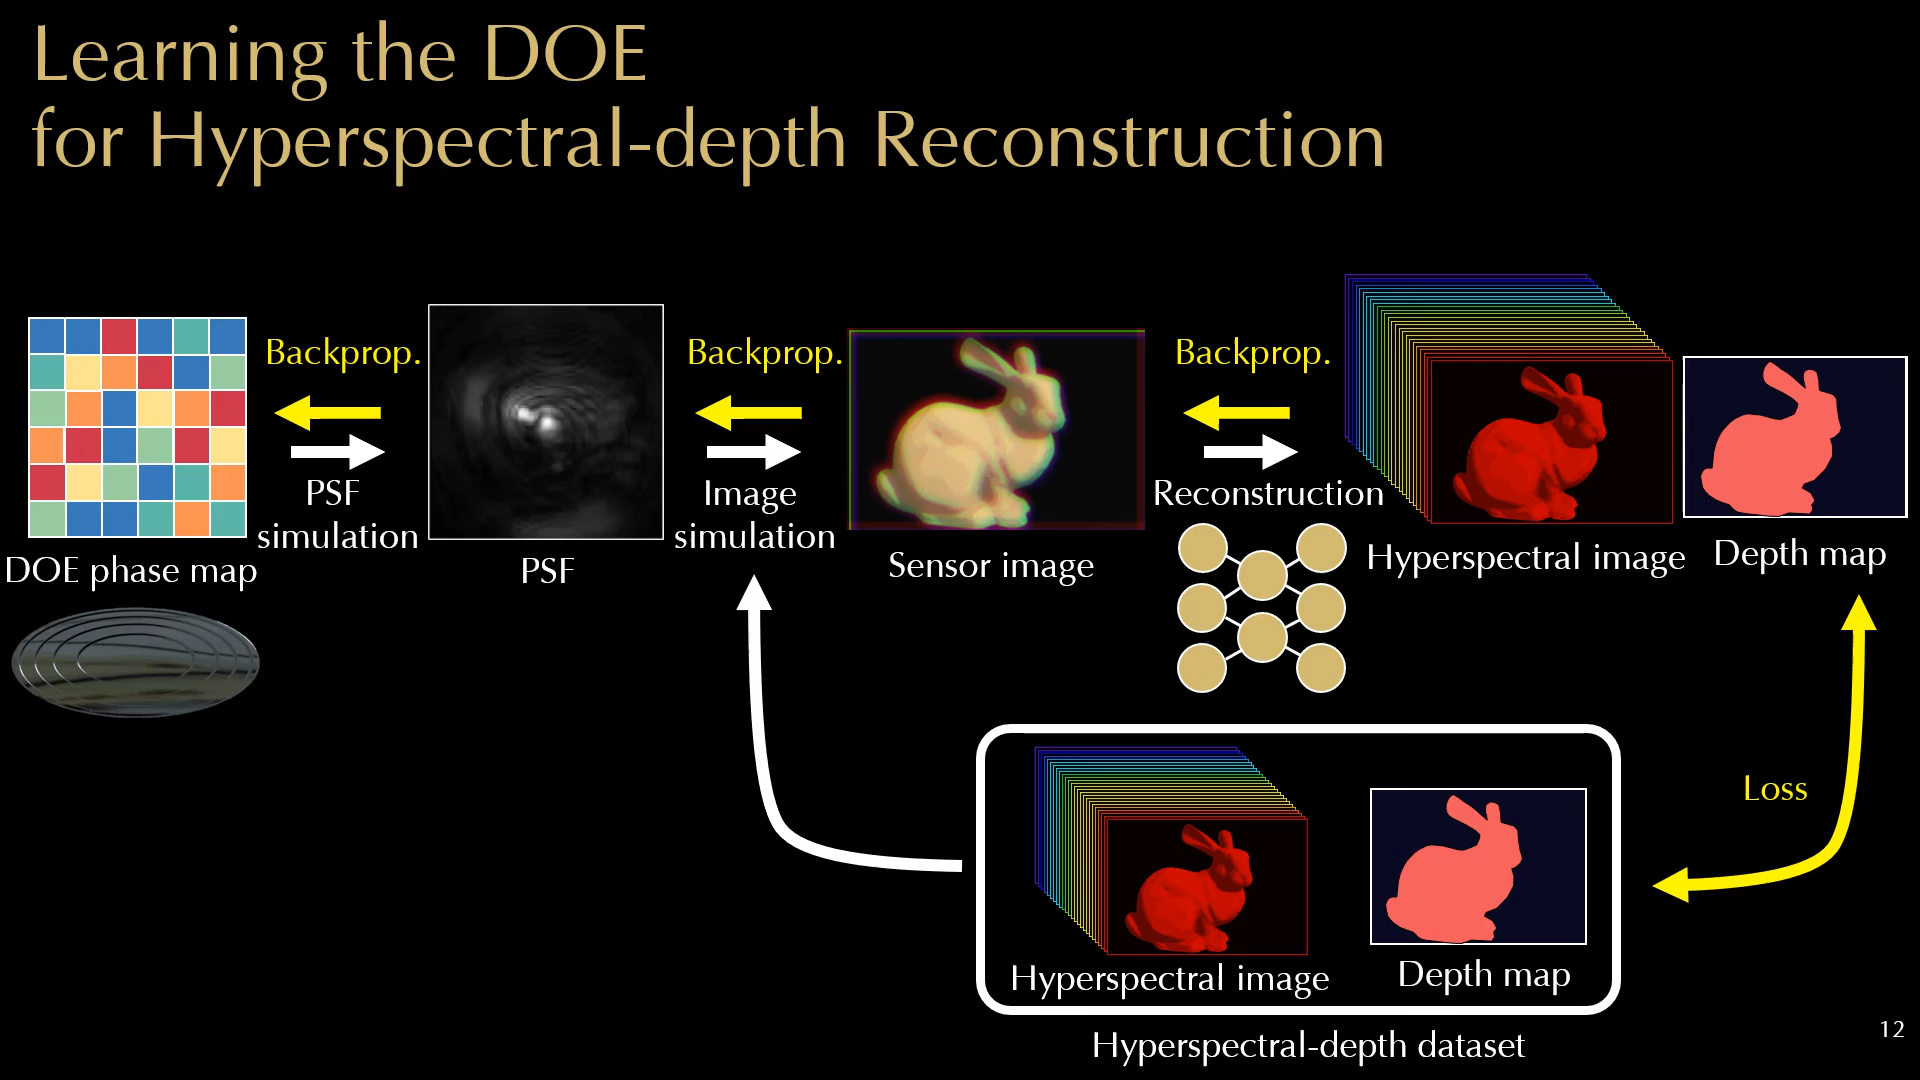 Learning the DOE
for Hyperspectral-depth Reconstruction
Backprop.
Backprop.
Backprop.
PSF
simulation
Image
simulation
Reconstruction
DOE phase map
PSF
Sensor image
Hyperspectral image
Depth map
Loss
Hyperspectral image
Depth map
Hyperspectral-depth dataset
12